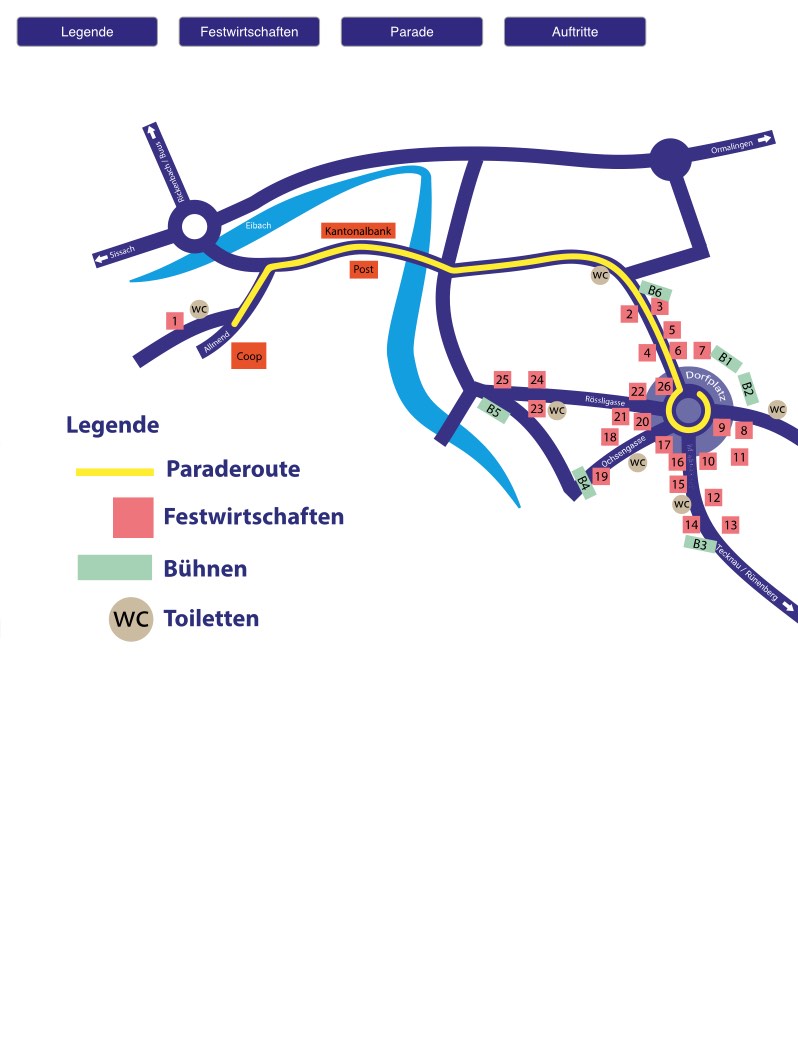 Legende
Festwirtschaften
Parade
Auftritte
Rickenbach / Buus
Ormalingen
Sissach
Eibach
Kantonalbank
Post
WC
B6
3
2
WC
1
Allmend
Coop
5
4
6
7
B1
Dorfplatz
B2
25
24
22
26
Rössligasse
B5
23
WC
21
20
WC
9
8
18
17
Ochsengasse
16
10
11
WC
19
B4
15
12
WC
14
13
B3
Tecknau / Rünenberg
Legende
Paraderoute
Festwirtschaften
Bühnen
WC
Toiletten